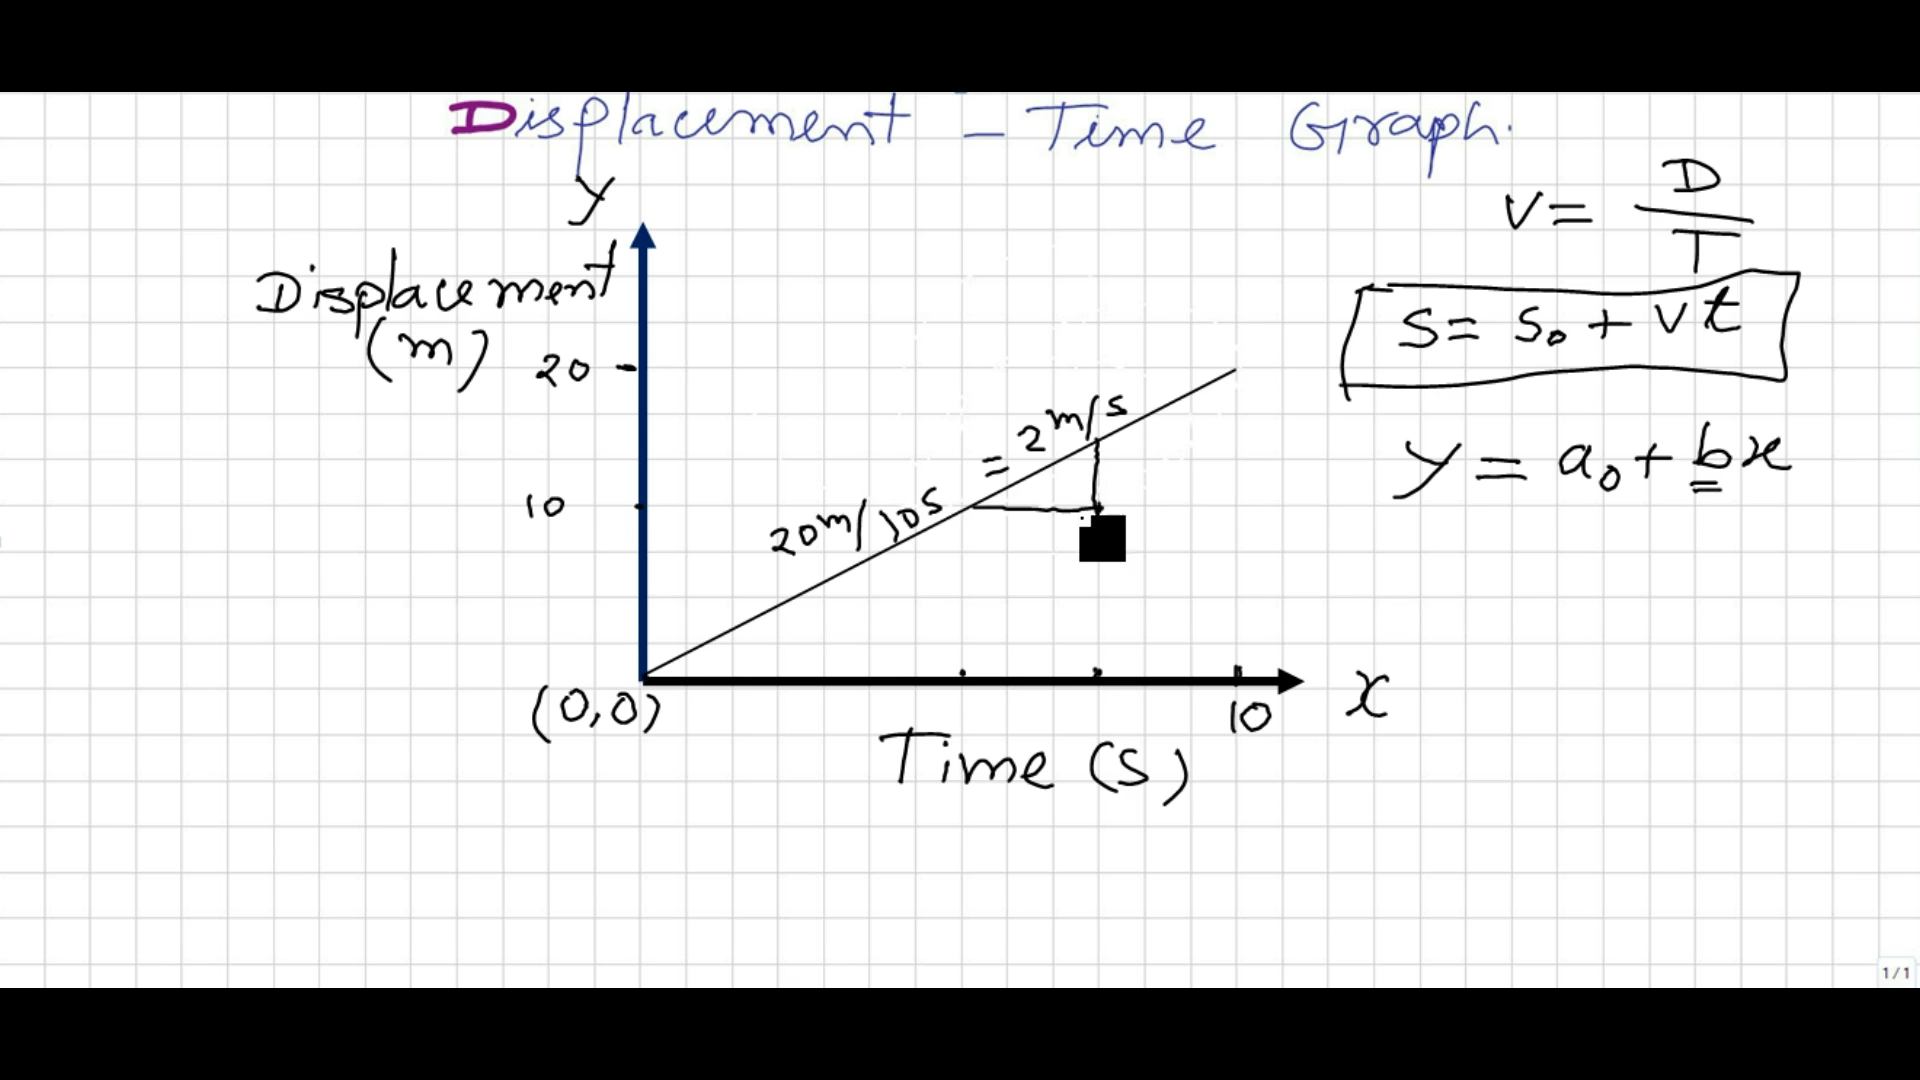 Displacement - Time Graph.
y
Displacement
(m)
20
10
20m/10s = 2m/s
(0,0)
10
x
Time (s)
V = D/T
S = S₀ + vt
y = a₀ + bx
1/1